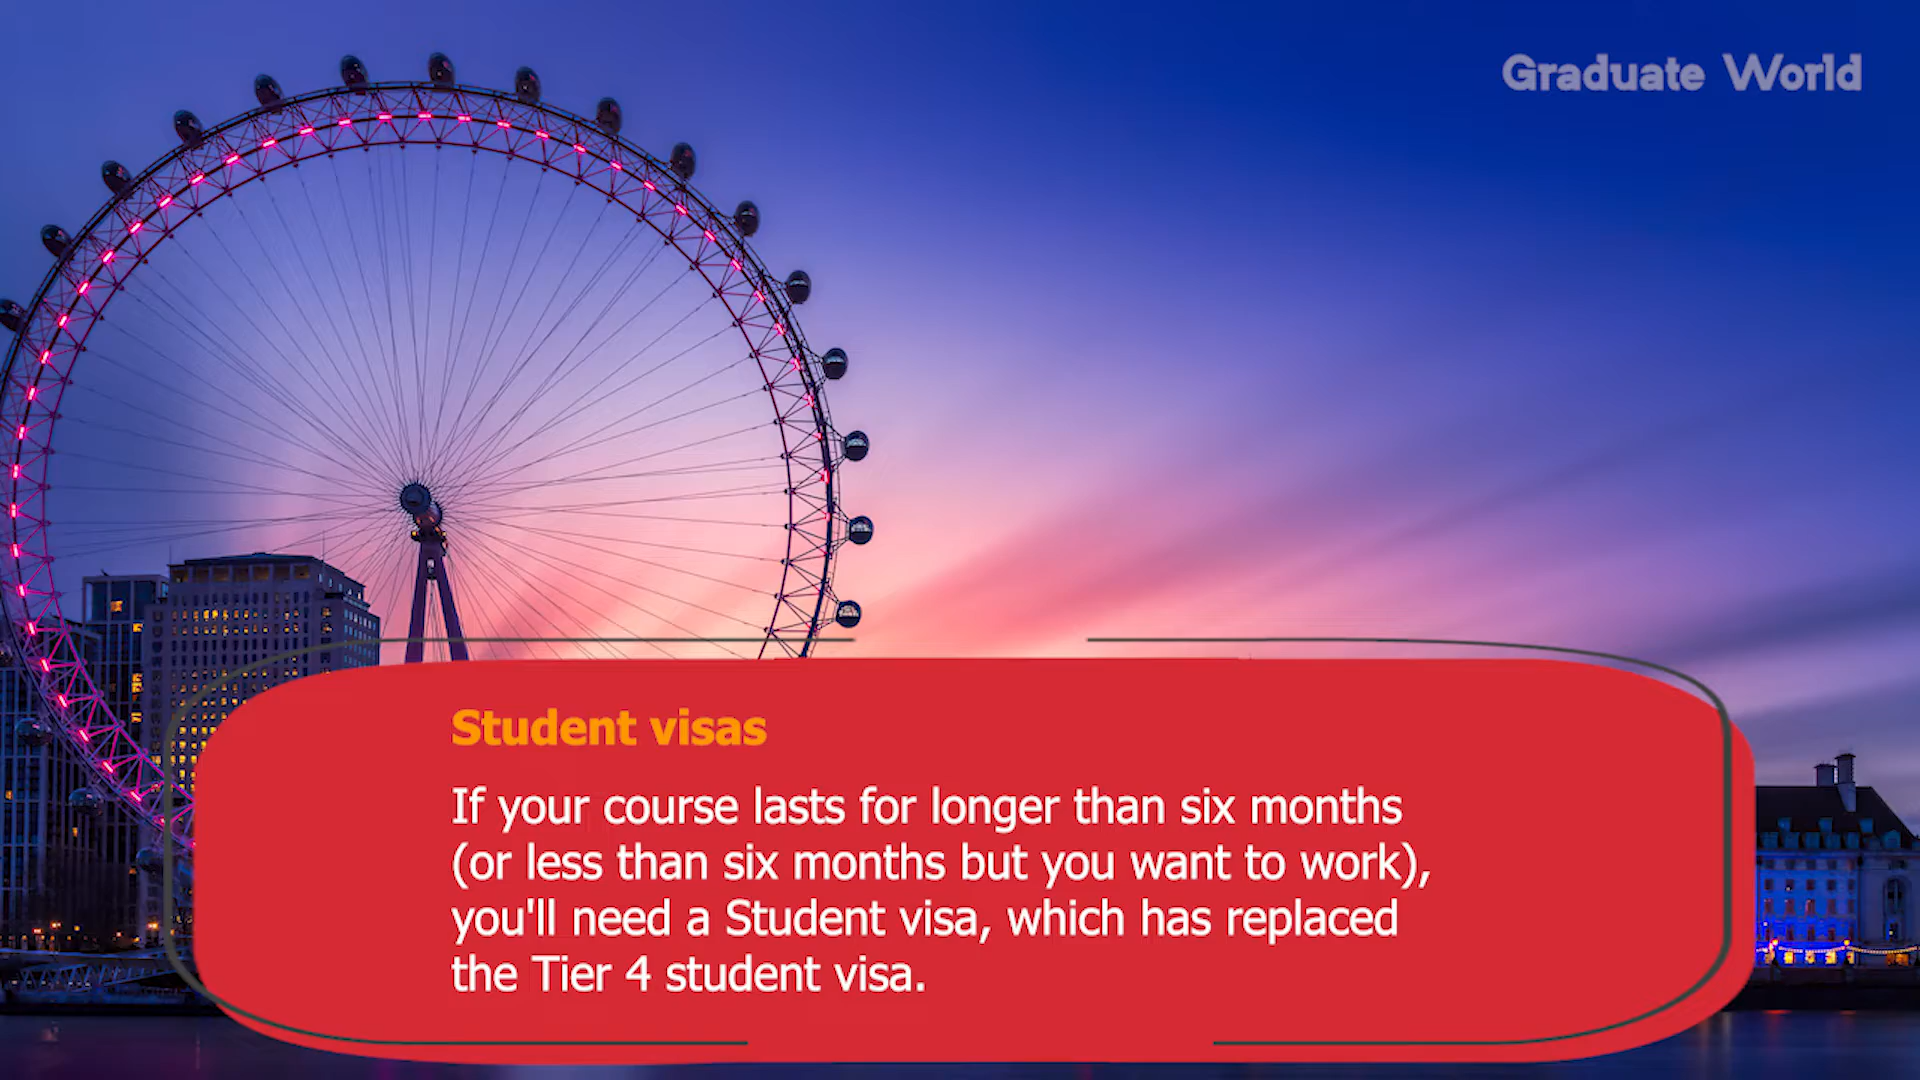 Graduate World
Student visas
If your course lasts for longer than six months
(or less than six months but you want to work),
you'll need a Student visa, which has replaced
the Tier 4 student visa.